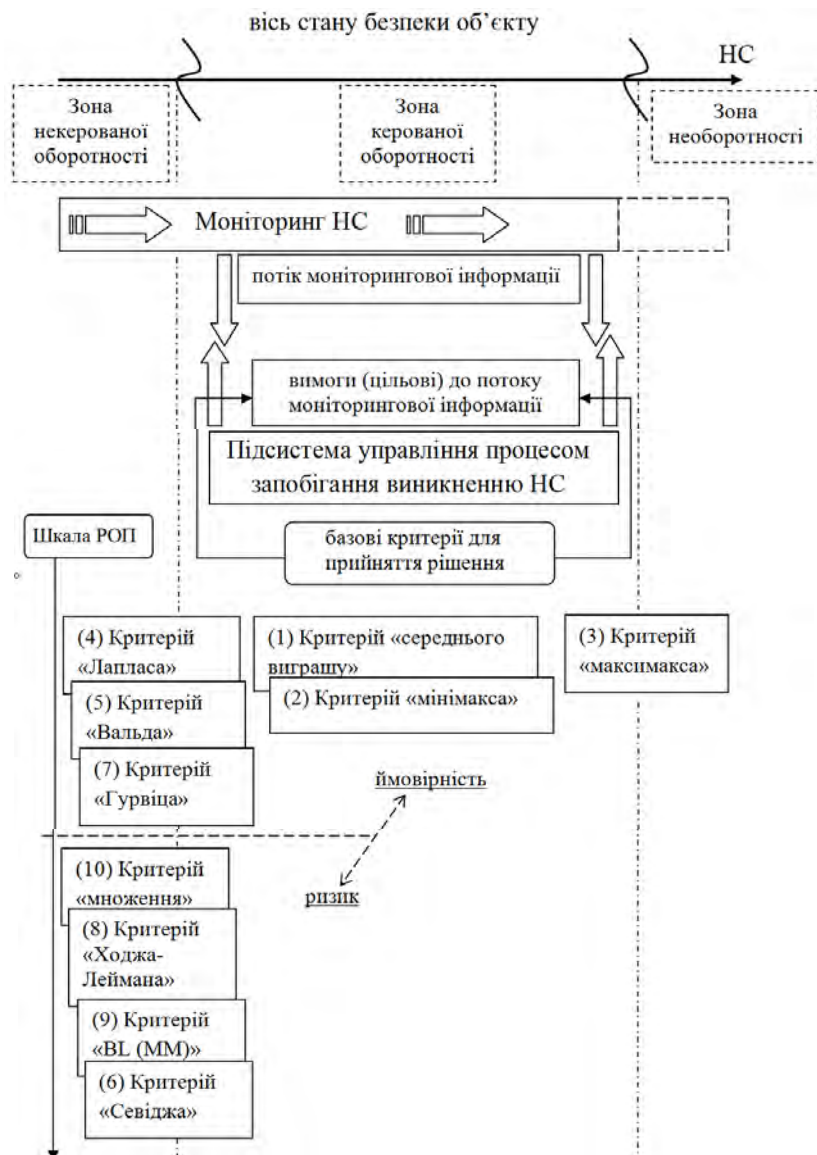 вісь стану безпеки об’єкту
НС
Зона
некерованої
оборотності
Зона
керованої
оборотності
Зона
необоротності
Моніторинг НС
потік моніторингової інформації
вимоги (цільові) до потоку
моніторингової інформації
Підсистема управління процесом
запобігання виникненню НС
Шкала РОП
базові критерії для
прийняття рішення
(4) Критерій
«Лапласа»
(5) Критерій
«Вальда»
(7) Критерій
«Гурвіца»
(1) Критерій «середнього
виграшу»
(2) Критерій «мінімакса»
(3) Критерій
«максимакса»
ймовірність
ризик
(10) Критерій
«множення»
(8) Критерій
«Ходжа-
Леймана»
(9) Критерій
«BL (MM)»
(6) Критерій
«Севіджа»